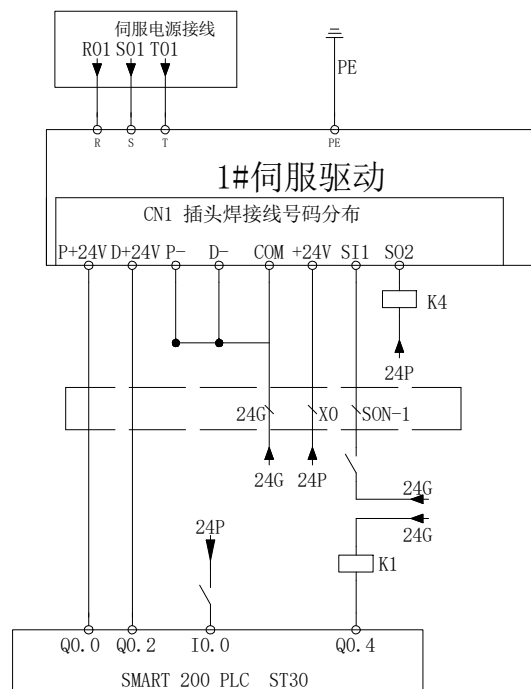 伺服电源接线
R01 S01 T01
PE
R S T PE
1#伺服驱动
CN1 插头焊接线号码分布
P+24V D+24V P- D- COM +24V SI1 SO2
K4
24P
24G X0 SON-1
24G 24P
24G
24P 24G
K1
Q0.0 Q0.2 I0.0 Q0.4
SMART 200 PLC ST30